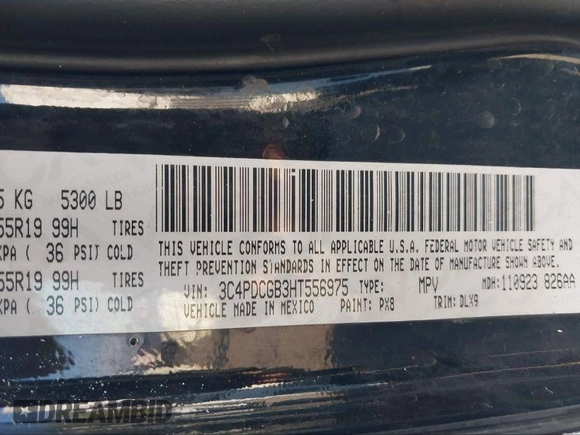 5 KG 5300 LB
55R19 99H TIRES
KPA ( 36 PSI) COLD
55R19 99H TIRES
KPA ( 36 PSI) COLD
THIS VEHICLE CONFORMS TO ALL APPLICABLE U.S.A. FEDERAL MOTOR VEHICLE SAFETY AND
THEFT PREVENTION STANDARDS IN EFFECT ON THE DATE OF MANUFACTURE SHOWN ABOVE.
VIN: 3C4PDCGB3HT556975 TYPE: MPV MDH: 110923 826AA
VEHICLE MADE IN MEXICO PAINT: PX8 TRIM: DLX9
DREAMBID